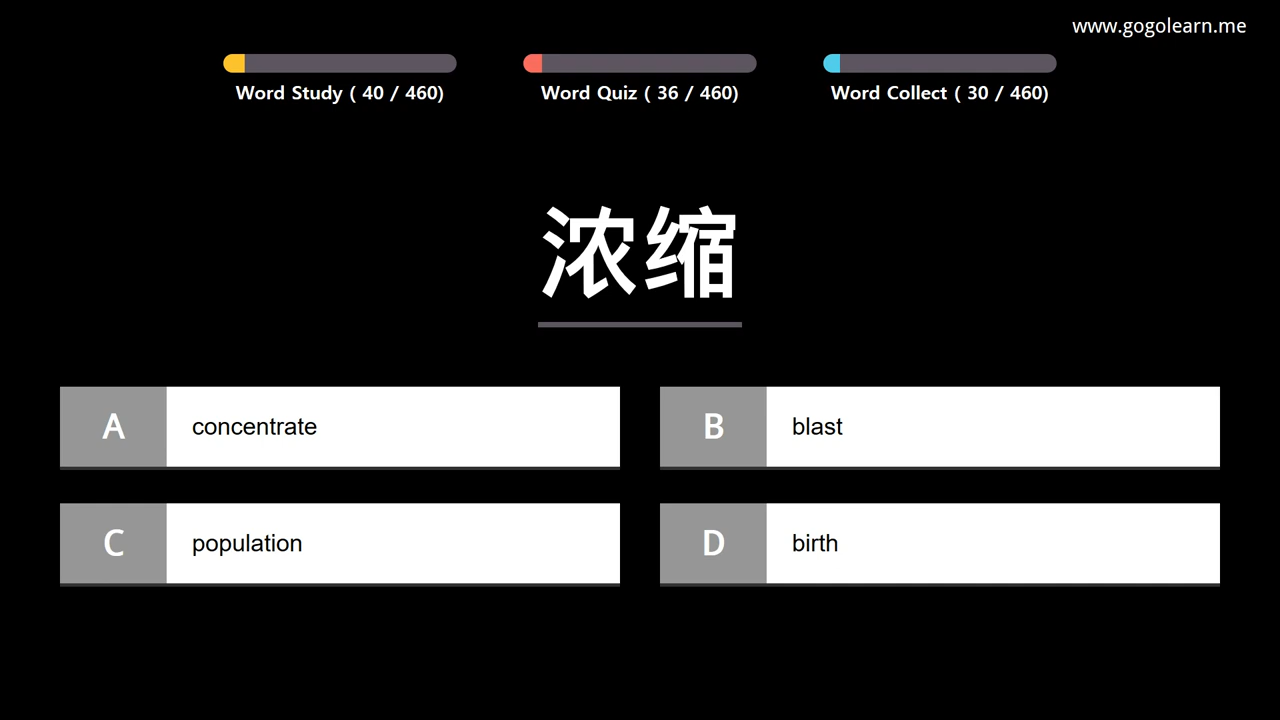 www.gogolearn.me
Word Study ( 40 / 460)
Word Quiz ( 36 / 460)
Word Collect ( 30 / 460)
浓缩
A concentrate
B blast
C population
D birth